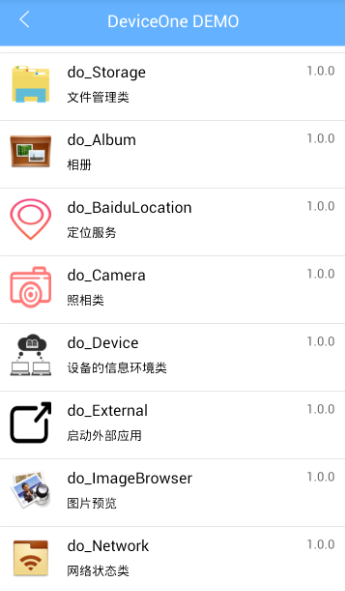 DeviceOne DEMO
do_Storage 1.0.0
文件管理类
do_Album 1.0.0
相册
do_BaiduLocation 1.0.0
定位服务
do_Camera 1.0.0
照相类
do_Device 1.0.0
设备的信息环境类
do_External 1.0.0
启动外部应用
do_ImageBrowser 1.0.0
图片预览
do_Network 1.0.0
网络状态类